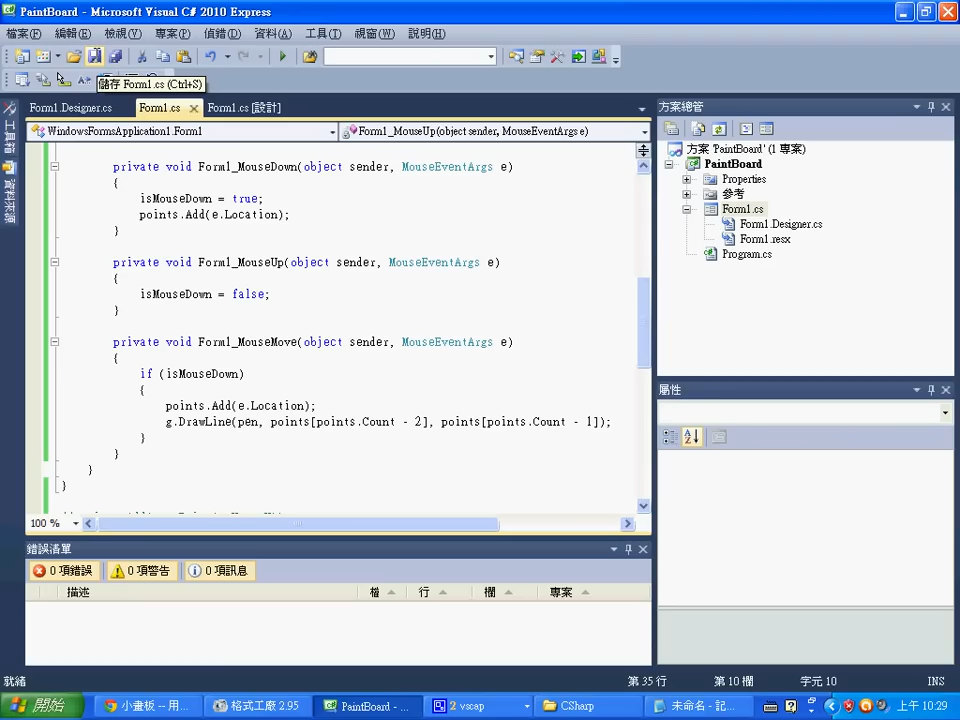 PaintBoard - Microsoft Visual C# 2010 Express
檔案(F) 編輯(E) 檢視(V) 專案(P) 偵錯(D) 資料(A) 工具(T) 視窗(W) 說明(H)
儲存 Form1.cs (Ctrl+S)
Form1.Designer.cs Form1.cs Form1.cs [設計]
WindowsFormsApplication1.Form1 Form1_MouseUp(object sender, MouseEventArgs e)
private void Form1_MouseDown(object sender, MouseEventArgs e)
{
isMouseDown = true;
points.Add(e.Location);
}
private void Form1_MouseUp(object sender, MouseEventArgs e)
{
isMouseDown = false;
}
private void Form1_MouseMove(object sender, MouseEventArgs e)
{
if (isMouseDown)
{
points.Add(e.Location);
g.DrawLine(pen, points[points.Count - 2], points[points.Count - 1]);
}
}
}
}
100 %
工具箱
資料來源
方案總管
方案 'PaintBoard' (1 專案)
PaintBoard
Properties
參考
Form1.cs
Form1.Designer.cs
Form1.resx
Program.cs
屬性
錯誤清單
0 項錯誤 0 項警告 0 項訊息
描述 檔 行 欄 專案
就緒 第 35 行 第 10 欄 字元 10 INS
開始 小畫板 -- 用... 格式工廠 2.95 PaintBoard - ... 2 vscap CSharp 未命名 - 記... 上午 10:29